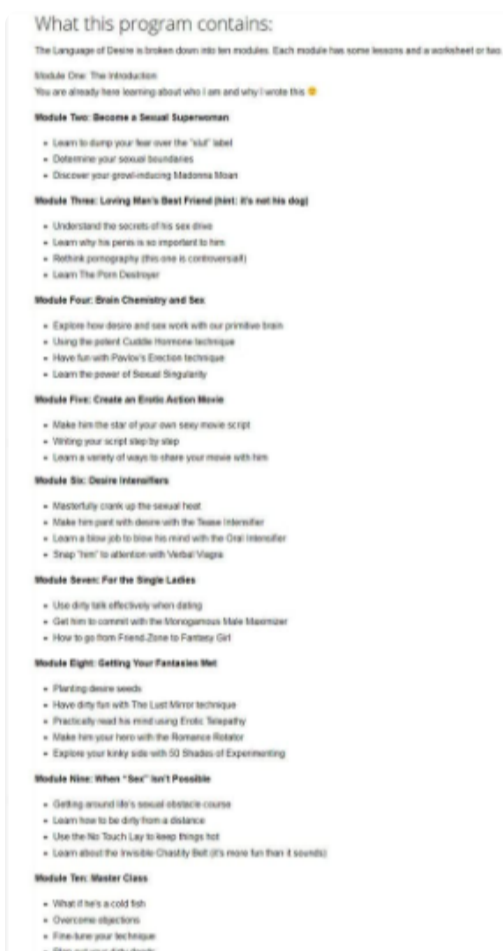 What this program contains:
The Language of Desire is broken down into ten modules. Each module has some lessons and a worksheet or two.
Module One: The Introduction
You are already here learning about who I am and why I wrote this 🙂
Module Two: Become a Sexual Superwoman
Learn to dump your fear over the "slut" label
Determine your sexual boundaries
Discover your growl-inducing Madonna Moan
Module Three: Loving Man's Best Friend (hint: it's not his dog)
Understand the secrets of his sex drive
Learn why his penis is so important to him
Rethink pornography (this one is controversial!)
Learn The Porn Destroyer
Module Four: Brain Chemistry and Sex
Explore how desire and sex work with our primitive brain
Using the potent Cuddle Hormone technique
Have fun with Pavlov's Erection technique
Learn the power of Sexual Singularity
Module Five: Create an Erotic Action Movie
Make him the star of your own sexy movie script
Writing your script step by step
Learn a variety of ways to share your movie with him
Module Six: Desire Intensifiers
Masterfully crank up the sexual heat
Make him pant with desire with the Tease Intensifier
Learn a blow job to blow his mind with the Oral Intensifier
Snap "him" to attention with Verbal Viagra
Module Seven: For the Single Ladies
Use dirty talk effectively when dating
Get him to commit with the Monogamous Male Maximizer
How to go from Friend-Zone to Fantasy Girl
Module Eight: Getting Your Fantasies Met
Planting desire seeds
Have dirty fun with The Lust Mirror technique
Practically read his mind using Erotic Telepathy
Make him your hero with the Romance Rotator
Explore your kinky side with 50 Shades of Experimenting
Module Nine: When "Sex" Isn't Possible
Getting around life's sexual obstacle course
Learn how to be dirty from a distance
Use the No Touch Lay to keep things hot
Learn about the Invisible Chastity Belt (it's more fun than it sounds)
Module Ten: Master Class
What if he's a cold fish
Overcome objections
Fine-tune your technique